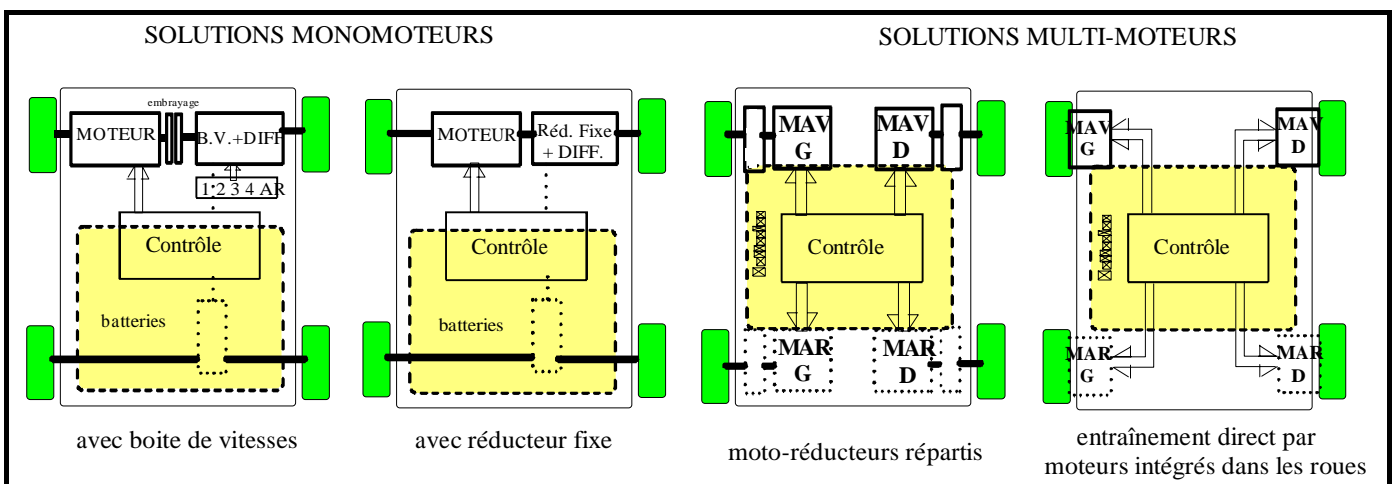 SOLUTIONS MONOMOTEURS
SOLUTIONS MULTI-MOTEURS
embrayage
MOTEUR
B.V.+DIFF
1 2 3 4 AR
Contrôle
batteries
avec boite de vitesses
MOTEUR
Réd. Fixe
+ DIFF.
Contrôle
batteries
avec réducteur fixe
MAV
G
MAV
D
Contrôle
MAR
G
MAR
D
moto-réducteurs répartis
MAV
G
MAV
D
Contrôle
MAR
G
MAR
D
entraînement direct par
moteurs intégrés dans les roues